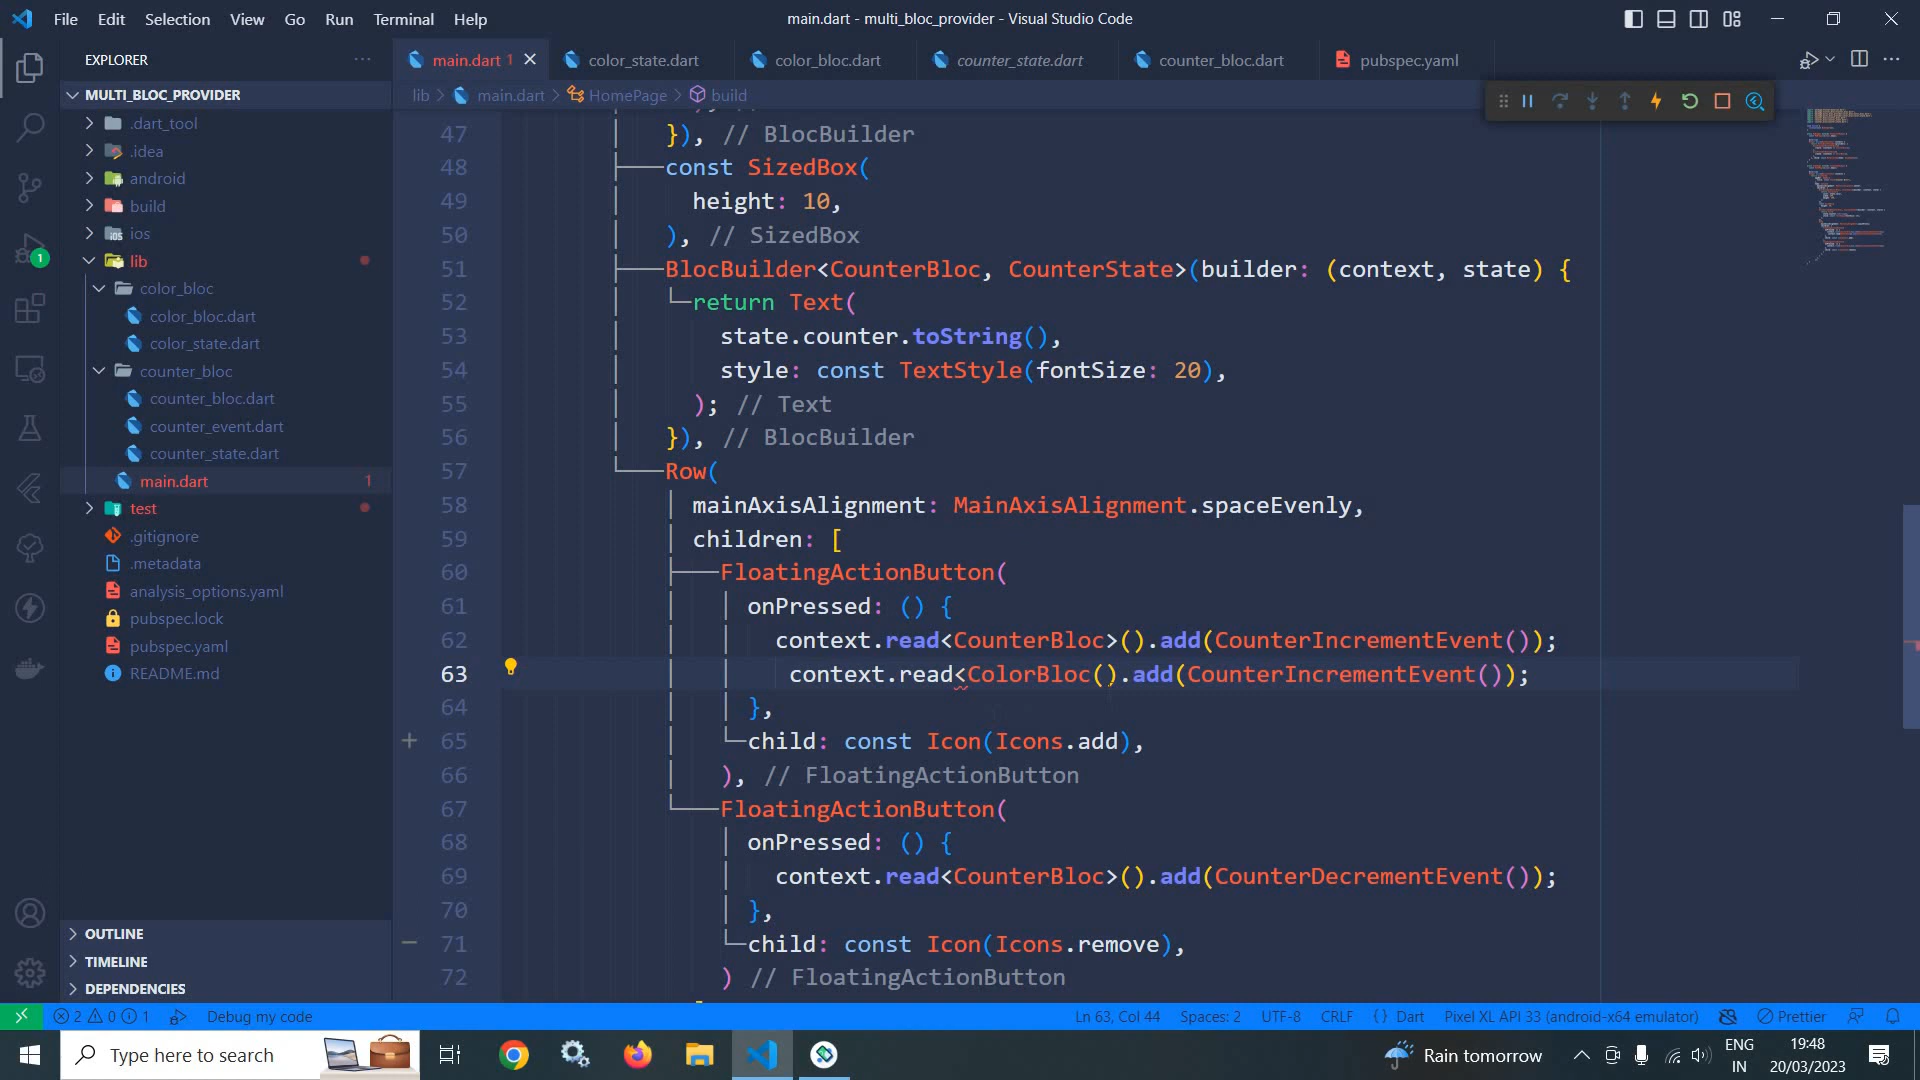 File Edit Selection View Go Run Terminal Help
main.dart - multi_bloc_provider - Visual Studio Code
EXPLORER
main.dart 1
color_state.dart
color_bloc.dart
counter_state.dart
counter_bloc.dart
pubspec.yaml
MULTI_BLOC_PROVIDER
lib > main.dart > HomePage > build
.dart_tool
.idea
android
build
ios
lib
color_bloc
color_bloc.dart
color_state.dart
counter_bloc
counter_bloc.dart
counter_event.dart
counter_state.dart
main.dart 1
test
.gitignore
.metadata
analysis_options.yaml
pubspec.lock
pubspec.yaml
README.md
1
OUTLINE
TIMELINE
DEPENDENCIES
47 }), // BlocBuilder
48 const SizedBox(
49 height: 10,
50 ), // SizedBox
51 BlocBuilder<CounterBloc, CounterState>(builder: (context, state) {
52 return Text(
53 state.counter.toString(),
54 style: const TextStyle(fontSize: 20),
55 ); // Text
56 }), // BlocBuilder
57 Row(
58 mainAxisAlignment: MainAxisAlignment.spaceEvenly,
59 children: [
60 FloatingActionButton(
61 onPressed: () {
62 context.read<CounterBloc>().add(CounterIncrementEvent());
63 context.read<ColorBloc().add(CounterIncrementEvent());
64 },
65 child: const Icon(Icons.add),
66 ), // FloatingActionButton
67 FloatingActionButton(
68 onPressed: () {
69 context.read<CounterBloc>().add(CounterDecrementEvent());
70 },
71 child: const Icon(Icons.remove),
72 ) // FloatingActionButton
2 0 1 Debug my code
Ln 63, Col 44 Spaces: 2 UTF-8 CRLF {} Dart Pixel XL API 33 (android-x64 emulator) Prettier
Type here to search
Rain tomorrow
ENG
IN
19:48
20/03/2023